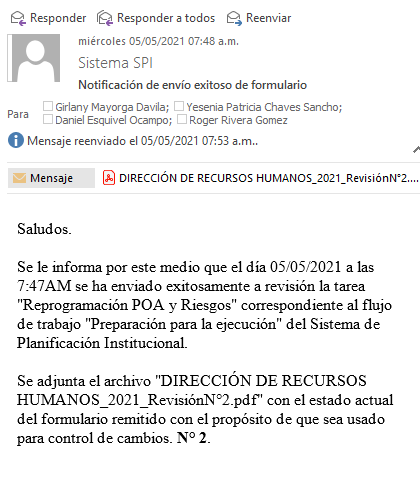 Responder Responder a todos Reenviar
miércoles 05/05/2021 07:48 a.m.
Sistema SPI
Notificación de envío exitoso de formulario
Para Girlany Mayorga Davila; Yesenia Patricia Chaves Sancho;
Daniel Esquivel Ocampo; Roger Rivera Gomez
Mensaje reenviado el 05/05/2021 07:53 a.m..
Mensaje DIRECCIÓN DE RECURSOS HUMANOS_2021_RevisiónN°2....
Saludos.
Se le informa por este medio que el día 05/05/2021 a las
7:47AM se ha enviado exitosamente a revisión la tarea
"Reprogramación POA y Riesgos" correspondiente al flujo
de trabajo "Preparación para la ejecución" del Sistema de
Planificación Institucional.
Se adjunta el archivo "DIRECCIÓN DE RECURSOS
HUMANOS_2021_RevisiónN°2.pdf" con el estado actual
del formulario remitido con el propósito de que sea usado
para control de cambios. N° 2.